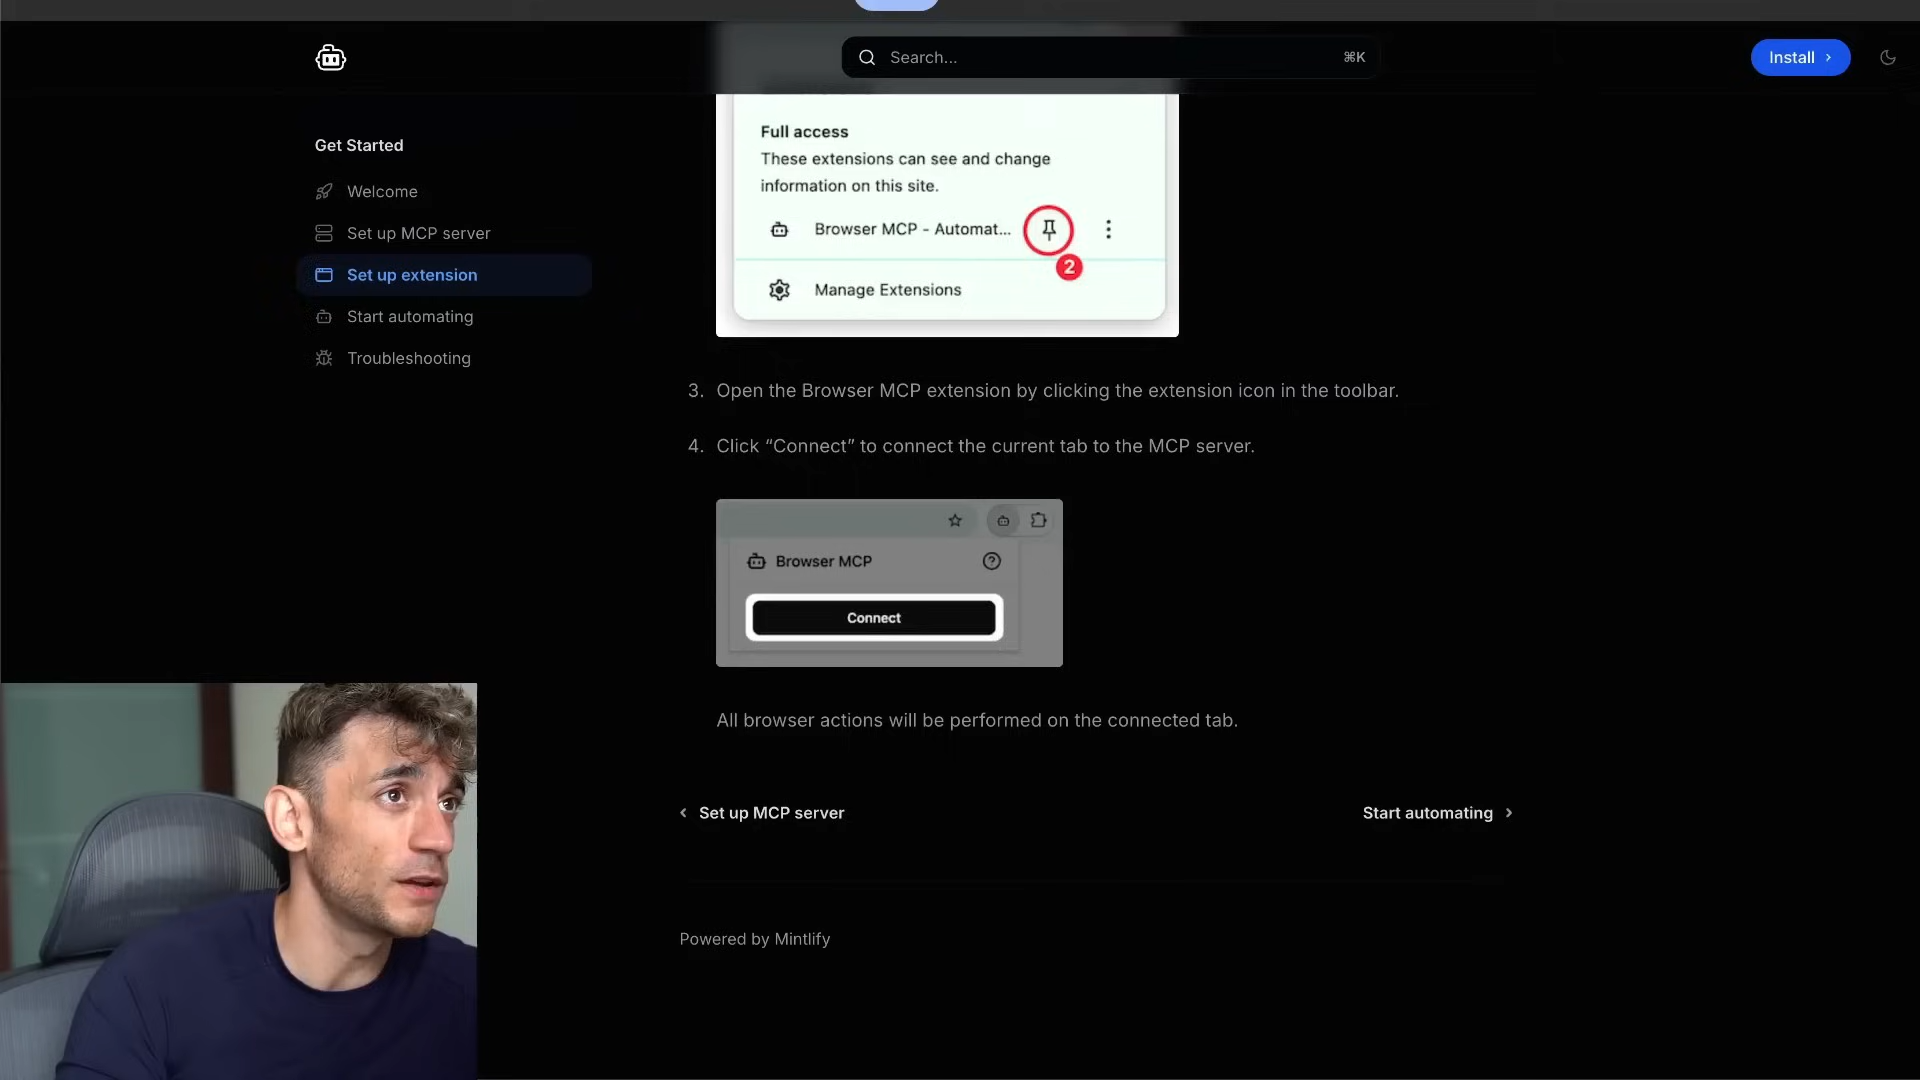 Search...
⌘K
Install
Get Started
Welcome
Set up MCP server
Set up extension
Start automating
Troubleshooting
Full access
These extensions can see and change
information on this site.
Browser MCP - Automat...
2
Manage Extensions
3. Open the Browser MCP extension by clicking the extension icon in the toolbar.
4. Click “Connect” to connect the current tab to the MCP server.
Browser MCP
Connect
All browser actions will be performed on the connected tab.
Set up MCP server
Start automating
Powered by Mintlify